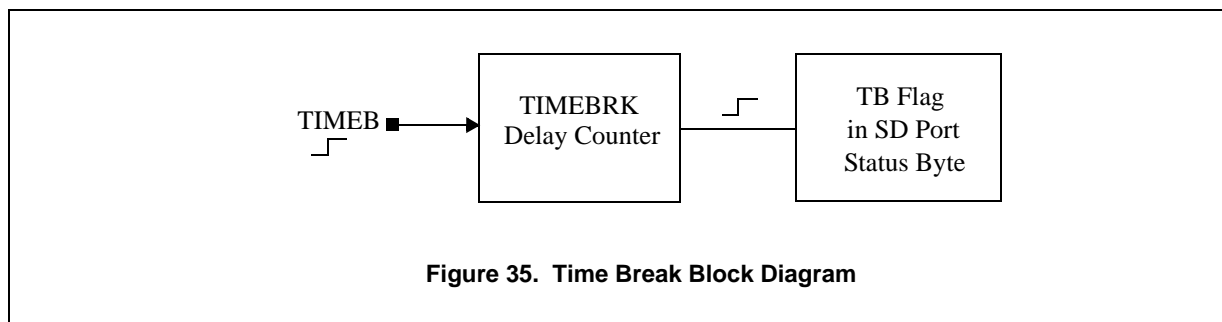 TIMEB
TIMEBRK
Delay Counter
TB Flag
in SD Port
Status Byte
Figure 35. Time Break Block Diagram